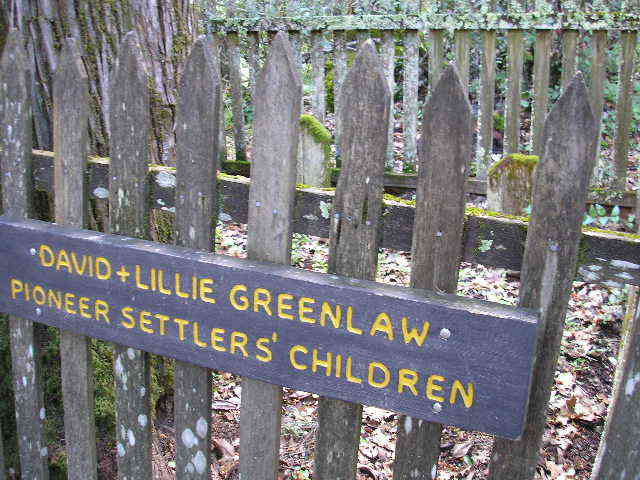 DAVID+LILLIE GREENLAW
PIONEER SETTLERS' CHILDREN